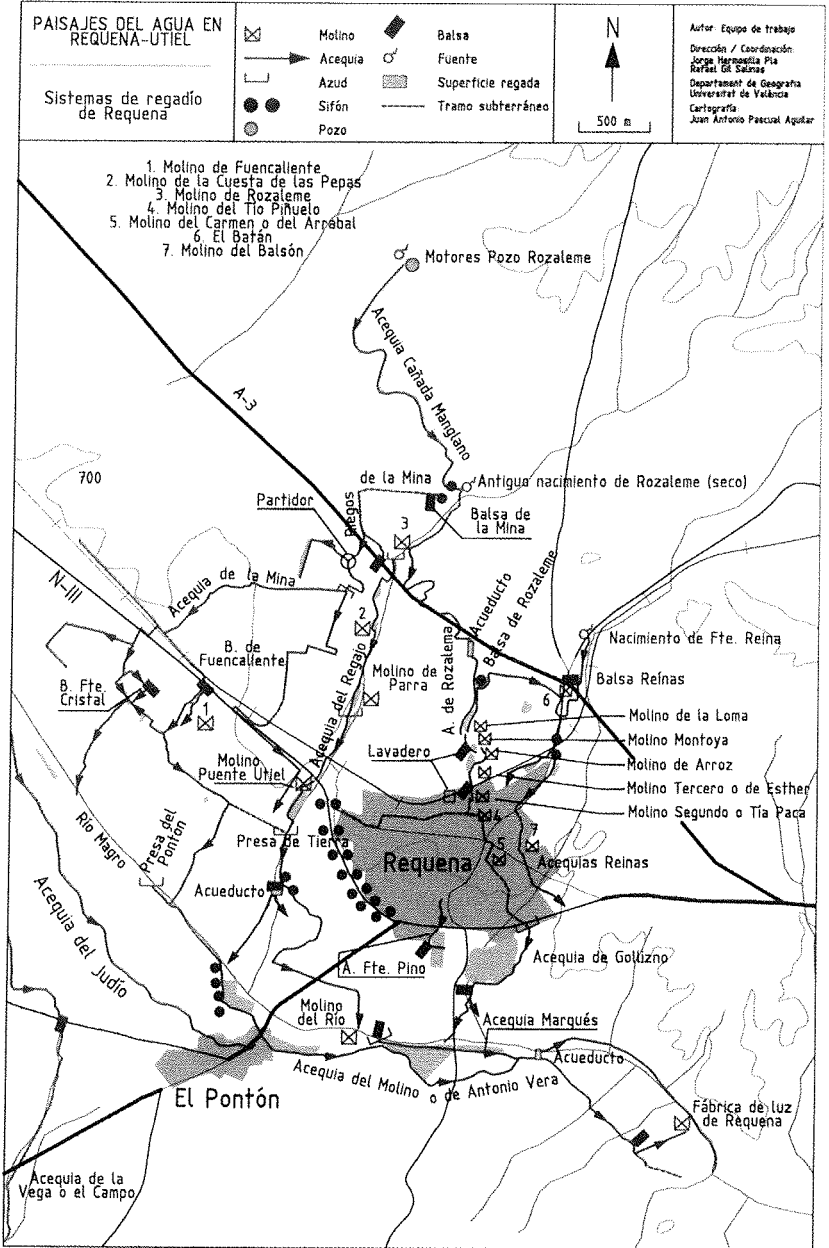 PAISAJES DEL AGUA EN
REQUENA-UTIEL
Sistemas de regadío
de Requena
Molino
Acequia
Azud
Sifón
Pozo
Balsa
Fuente
Superficie regada
Tramo subterráneo
N
500 m
Autor: Equipo de trabajo
Dirección / Coordinación:
Jorge Hermosilla Pla
Rafael Gil Salinas
Departament de Geografia
Universitat de València
Cartografía:
Juan Antonio Pascual Aguilar
1. Molino de Fuencaliente
2. Molino de la Cuesta de las Pepas
3. Molino de Rozaleme
4. Molino del Tío Piñuelo
5. Molino del Carmen o del Arrabal
6. El Batán
7. Molino del Balsón
Motores Pozo Rozaleme
Acequia Cañada Manglano
A-3
700
de la Mina
Antiguo nacimiento de Rozaleme (seco)
Partidor
Riegos
Balsa de
la Mina
3
N-III
Acequia de la Mina
2
Acueducto
Balsa de Rozaleme
Nacimiento de Fte. Reina
B. de
Fuencaliente
Acequia del Regajo
Molino de
Parra
A. de Rozalema
Balsa Reinas
6
B. Fte.
Cristal
1
Molino de la Loma
Molino Montoya
Molino de Arroz
Lavadero
Molino
Puente Utiel
Molino Tercero o de Esther
Molino Segundo o Tía Paca
4
Río Magro
Presa del
Pontón
Presa de Tierra
Requena
5
7
Acequias Reinas
Acueducto
Acequia del Judío
A. Fte. Pino
Acequia de Gollizno
Molino
del Río
Acequia Marqués
Acueducto
Acequia del Molino o de Antonio Vera
El Pontón
Fábrica de luz
de Requena
Acequia de la
Vega o el Campo